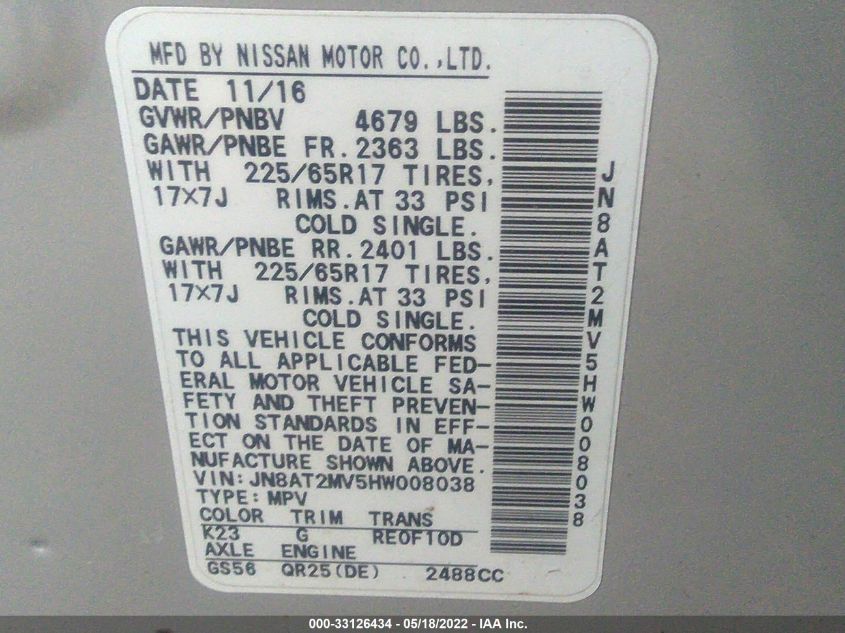 MFD BY NISSAN MOTOR CO.,LTD.
DATE 11/16
GVWR/PNBV 4679 LBS.
GAWR/PNBE FR.2363 LBS.
WITH 225/65R17 TIRES,
17×7J RIMS.AT 33 PSI
COLD SINGLE.
GAWR/PNBE RR.2401 LBS.
WITH 225/65R17 TIRES,
17×7J RIMS.AT 33 PSI
COLD SINGLE.
THIS VEHICLE CONFORMS
TO ALL APPLICABLE FED-
ERAL MOTOR VEHICLE SA-
FETY AND THEFT PREVEN-
TION STANDARDS IN EFF-
ECT ON THE DATE OF MA-
NUFACTURE SHOWN ABOVE.
VIN:JN8AT2MV5HW008038
TYPE:MPV
COLOR TRIM TRANS
K23 G RE0F10D
AXLE ENGINE
GS56 QR25(DE) 2488CC
JN8AT2MV5HW008038
000-33126434 - 05/18/2022 - IAA Inc.